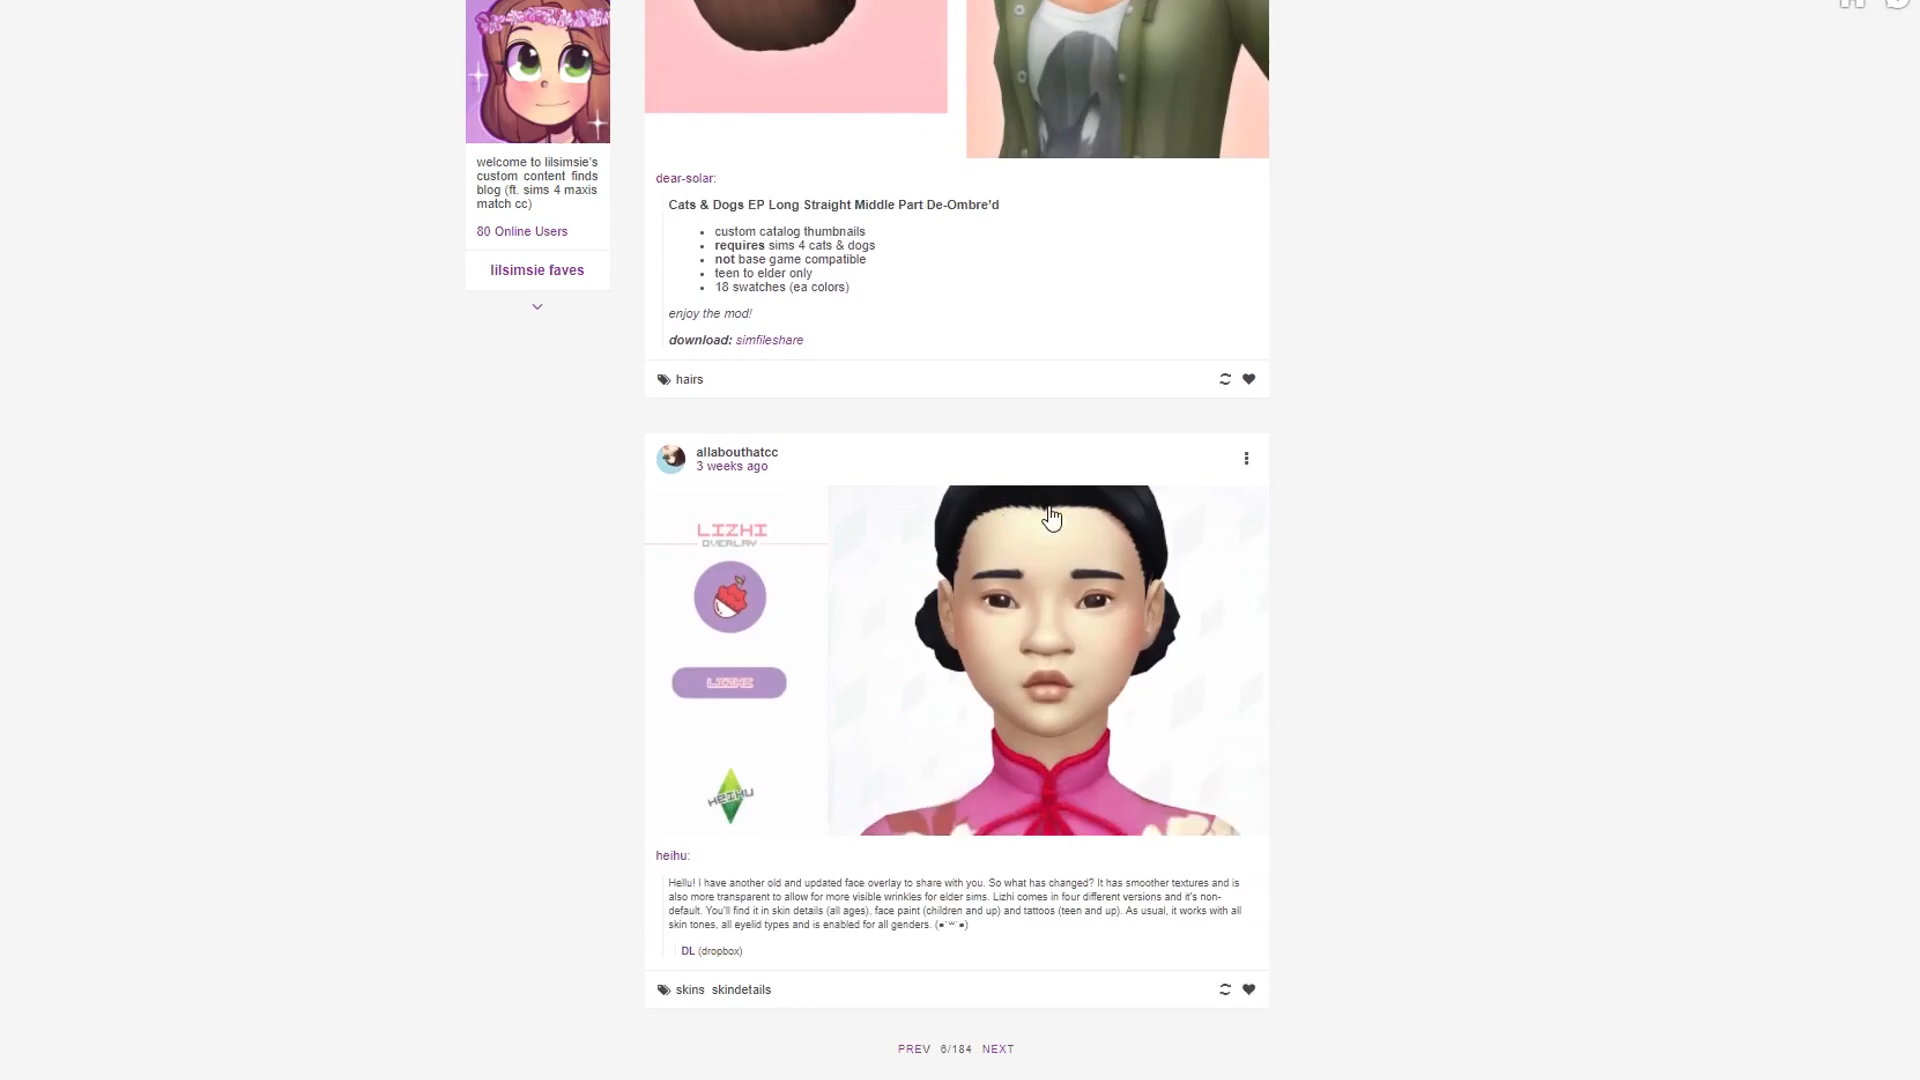 welcome to lilsimsie's
custom content finds
blog (ft. sims 4 maxis
match cc)
80 Online Users
lilsimsie faves
dear-solar:
Cats & Dogs EP Long Straight Middle Part De-Ombre'd
• custom catalog thumbnails
• requires sims 4 cats & dogs
• not base game compatible
• teen to elder only
• 18 swatches (ea colors)
enjoy the mod!
download: simfileshare
hairs
allabouthatcc
3 weeks ago
LIZHI
OVERLAY
LIZHI
HEIHU
heihu:
Hellu! I have another old and updated face overlay to share with you. So what has changed? It has smoother textures and is
also more transparent to allow for more visible wrinkles for elder sims. Lizhi comes in four different versions and it's non-
default. You'll find it in skin details (all ages), face paint (children and up) and tattoos (teen and up). As usual, it works with all
skin tones, all eyelid types and is enabled for all genders. (▪˙꒳ˇ▪)
DL (dropbox)
skins skindetails
PREV 6/184 NEXT